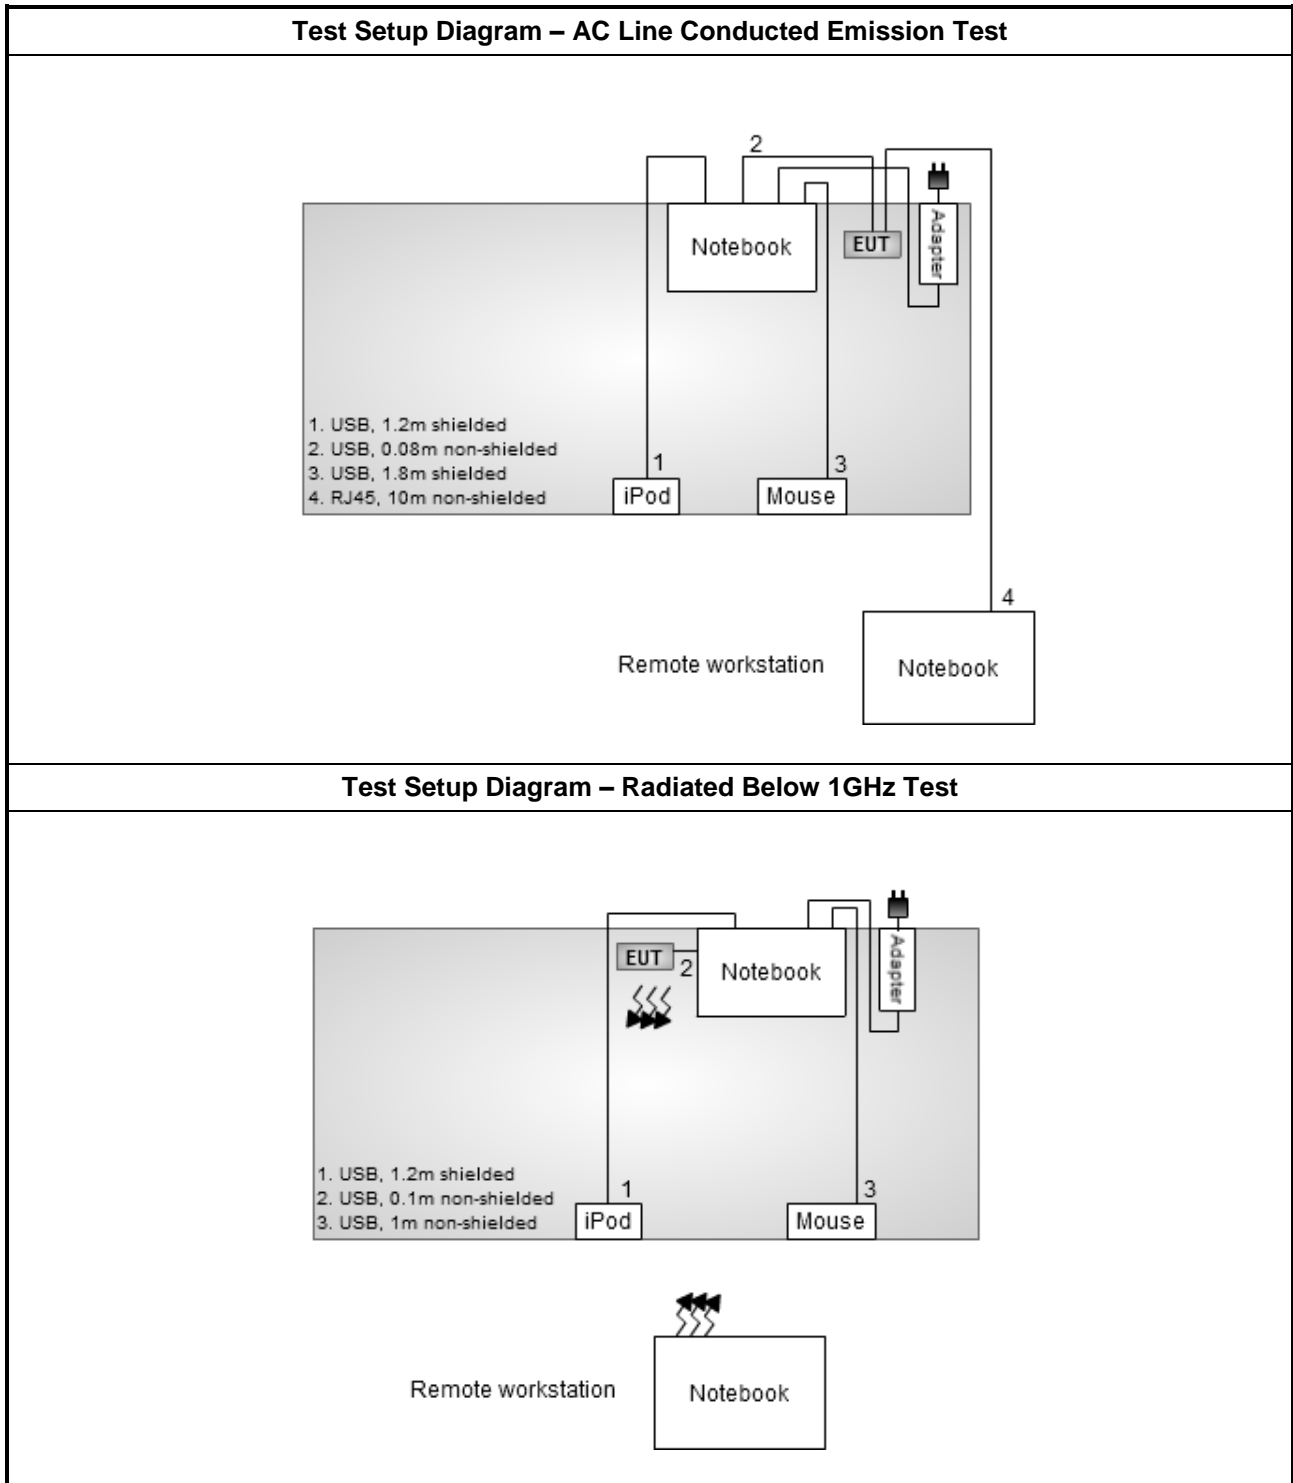 Test Setup Diagram – AC Line Conducted Emission Test
2
Notebook
EUT
Adapter
1. USB, 1.2m shielded
2. USB, 0.08m non-shielded
3. USB, 1.8m shielded
4. RJ45, 10m non-shielded
1
3
iPod
Mouse
4
Remote workstation
Notebook
Test Setup Diagram – Radiated Below 1GHz Test
EUT
2
Notebook
Adapter
1. USB, 1.2m shielded
2. USB, 0.1m non-shielded
3. USB, 1m non-shielded
1
3
iPod
Mouse
Remote workstation
Notebook